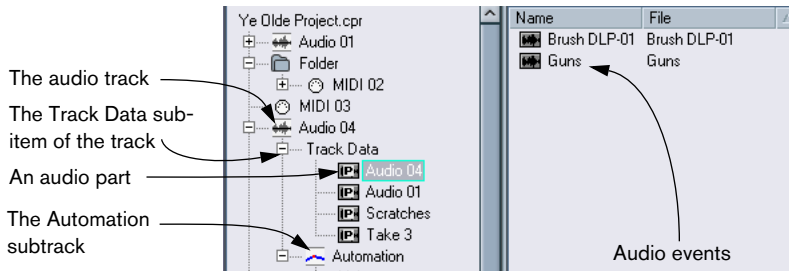 Ye Olde Project.cpr
Audio 01
Folder
MIDI 02
MIDI 03
Audio 04
Track Data
Audio 04
Audio 01
Scratches
Take 3
Automation
The audio track
The Track Data sub-
item of the track
An audio part
The Automation
subtrack
Name File
Brush DLP-01 Brush DLP-01
Guns Guns
Audio events